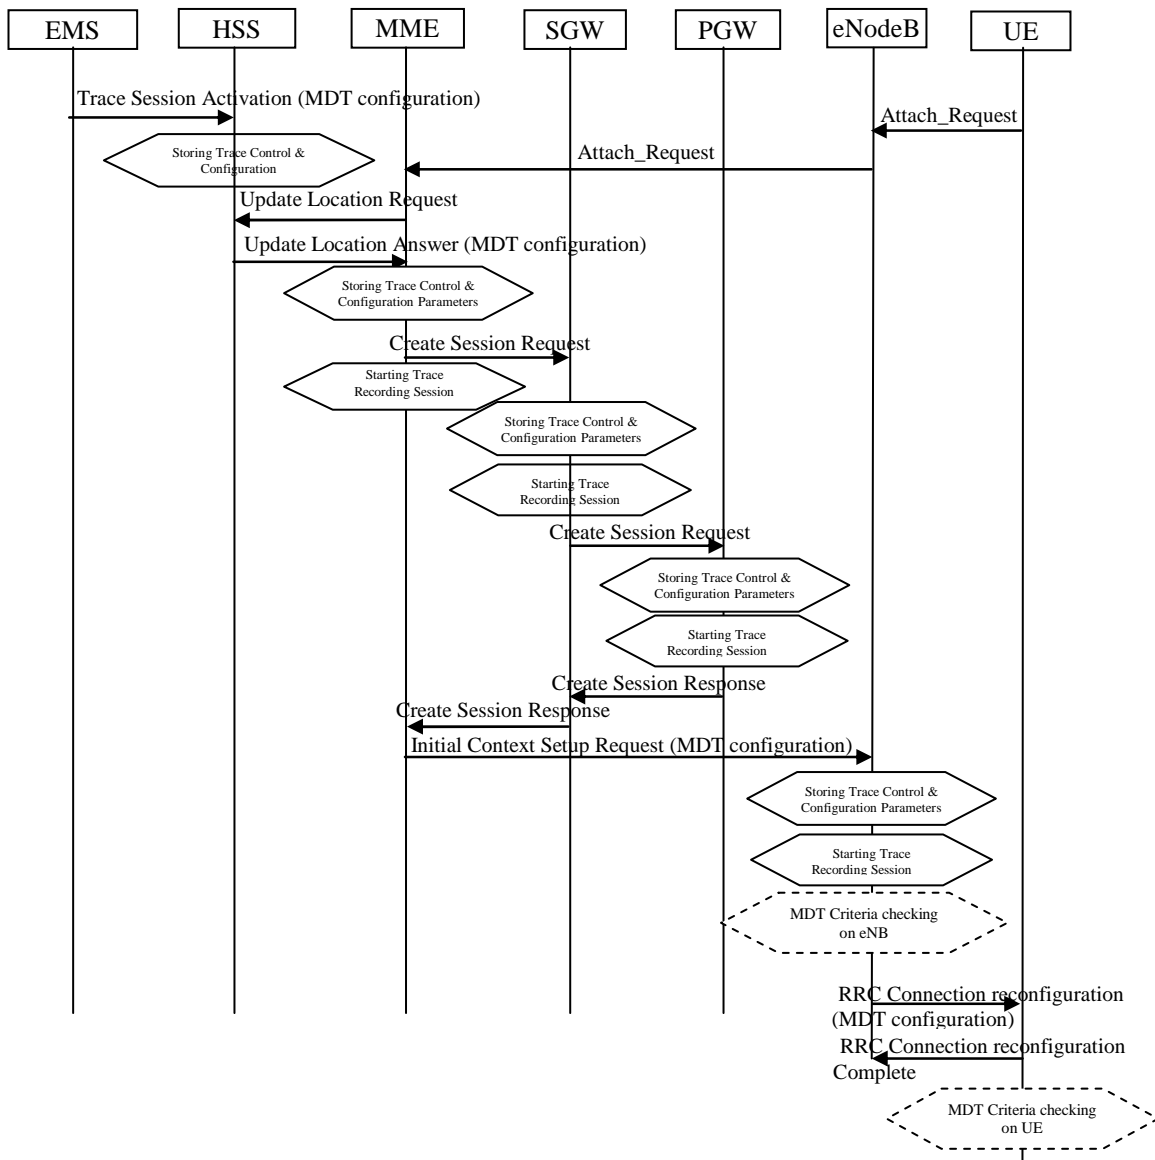 EMS
HSS
MME
SGW
PGW
eNodeB
UE
Trace Session Activation (MDT configuration)
Attach_Request
Storing Trace Control &
Configuration
Attach_Request
Update Location Request
Update Location Answer (MDT configuration)
Storing Trace Control &
Configuration Parameters
Create Session Request
Starting Trace
Recording Session
Storing Trace Control &
Configuration Parameters
Starting Trace
Recording Session
Create Session Request
Storing Trace Control &
Configuration Parameters
Starting Trace
Recording Session
Create Session Response
Create Session Response
Initial Context Setup Request (MDT configuration)
Storing Trace Control &
Configuration Parameters
Starting Trace
Recording Session
MDT Criteria checking
on eNB
RRC Connection reconfiguration
(MDT configuration)
RRC Connection reconfiguration
Complete
MDT Criteria checking
on UE